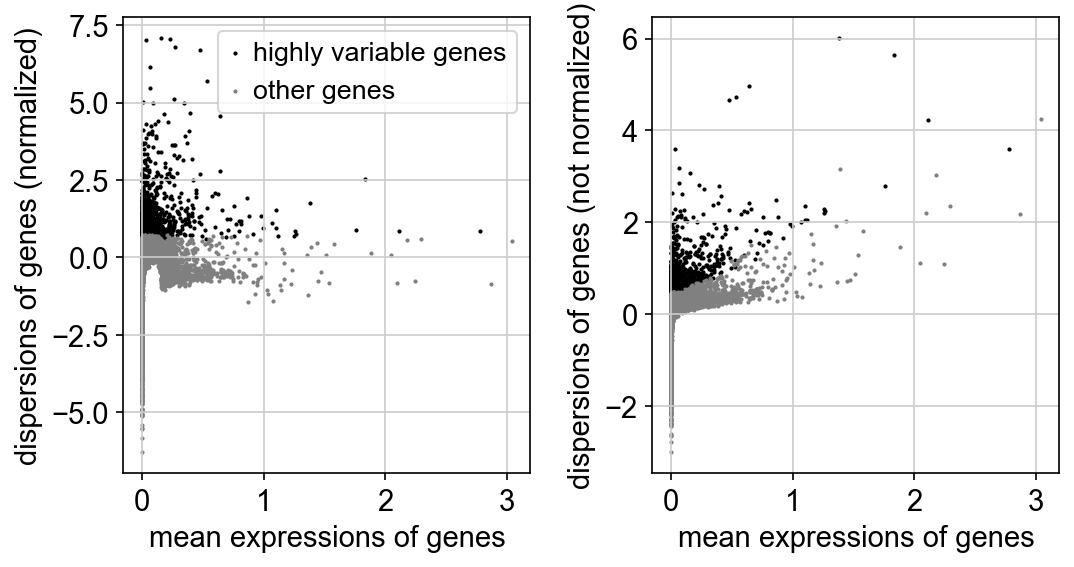 dispersions of genes (normalized)
7.5
5.0
2.5
0.0
−2.5
−5.0
highly variable genes
other genes
0 1 2 3
mean expressions of genes
dispersions of genes (not normalized)
6
4
2
0
−2
0 1 2 3
mean expressions of genes